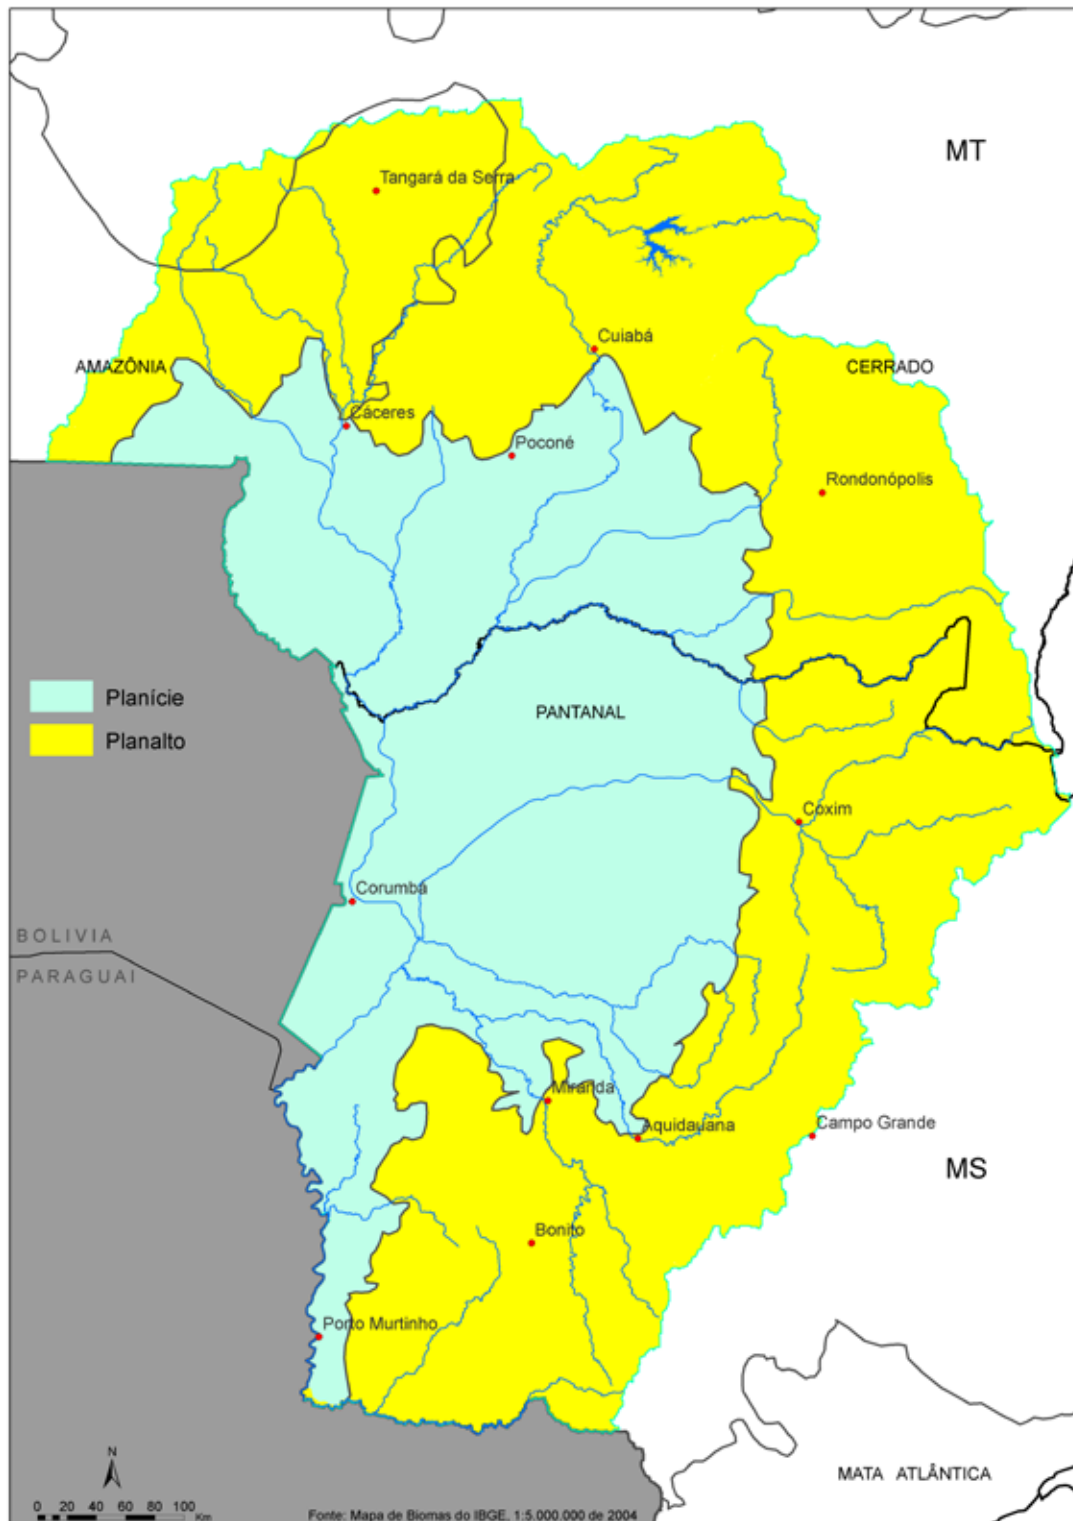 MT
Tangará da Serra
Cuiabá
AMAZÔNIA
CERRADO
Cáceres
Poconé
Rondonópolis
Planície
PANTANAL
Planalto
Coxim
Corumbá
BOLIVIA
PARAGUAI
Miranda
Aquidauana
Campo Grande
MS
Bonito
Porto Murtinho
N
MATA ATLÂNTICA
0 20 40 60 80 100
Km
Fonte: Mapa de Biomas do IBGE, 1:5.000.000 de 2004